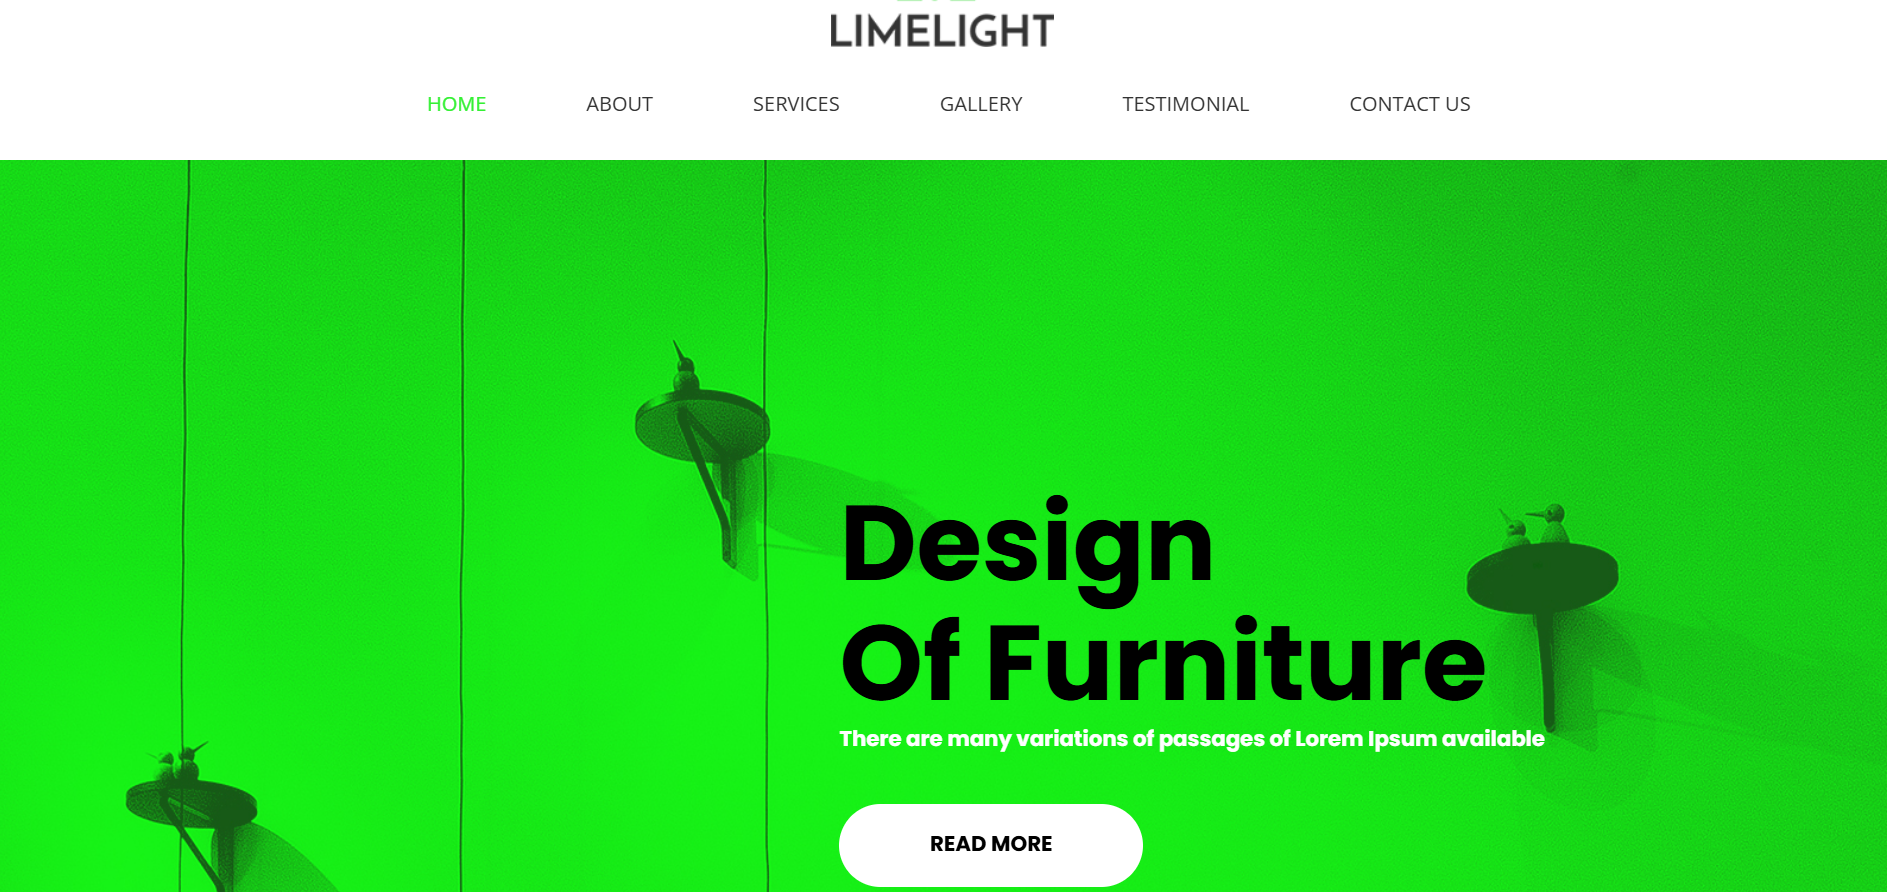 LIMELIGHT
HOME ABOUT SERVICES GALLERY TESTIMONIAL CONTACT US
Design
Of Furniture
There are many variations of passages of Lorem Ipsum available
READ MORE